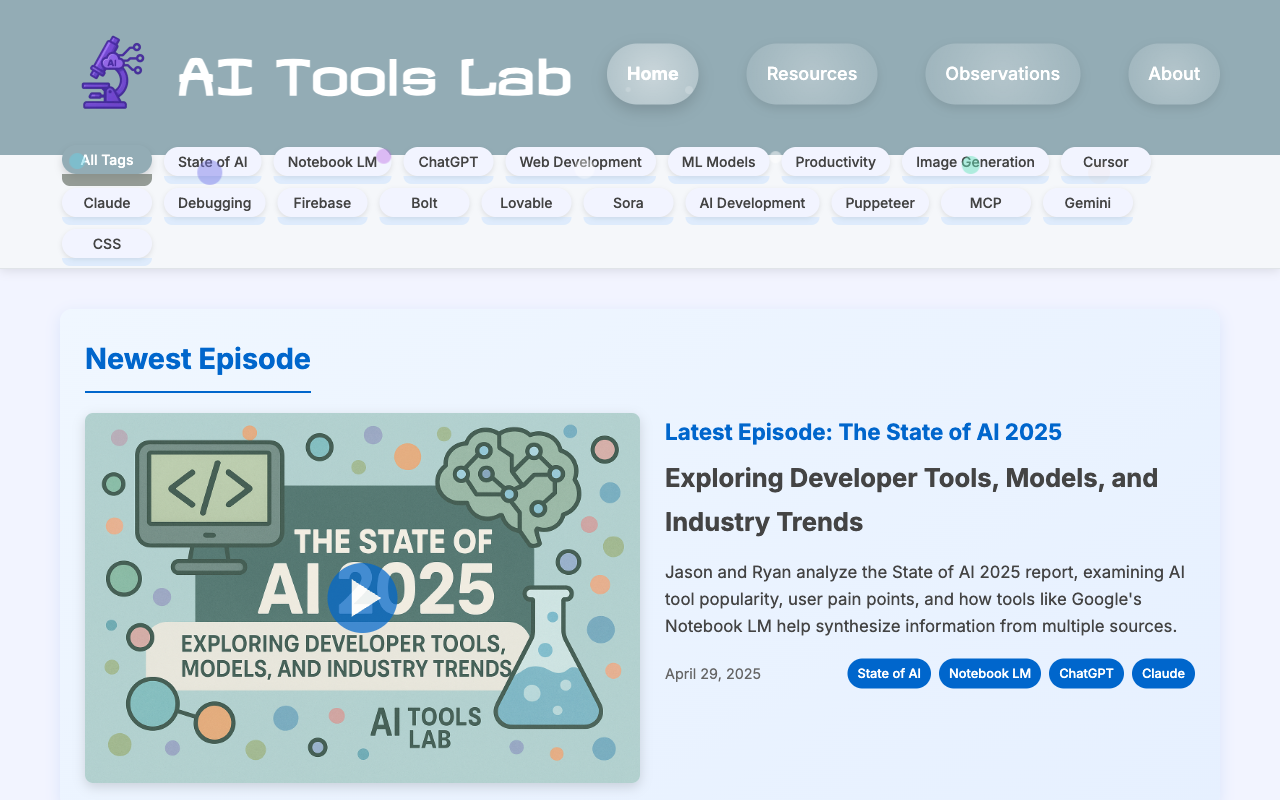 AI
AI Tools Lab
Home
Resources
Observations
About
All Tags
State of AI
Notebook LM
ChatGPT
Web Development
ML Models
Productivity
Image Generation
Cursor
Claude
Debugging
Firebase
Bolt
Lovable
Sora
AI Development
Puppeteer
MCP
Gemini
CSS
Newest Episode
</>
THE STATE OF
AI 2025
EXPLORING DEVELOPER TOOLS,
MODELS, AND INDUSTRY TRENDS
AI TOOLS
LAB
Latest Episode: The State of AI 2025
Exploring Developer Tools, Models, and
Industry Trends
Jason and Ryan analyze the State of AI 2025 report, examining AI
tool popularity, user pain points, and how tools like Google's
Notebook LM help synthesize information from multiple sources.
April 29, 2025
State of AI
Notebook LM
ChatGPT
Claude